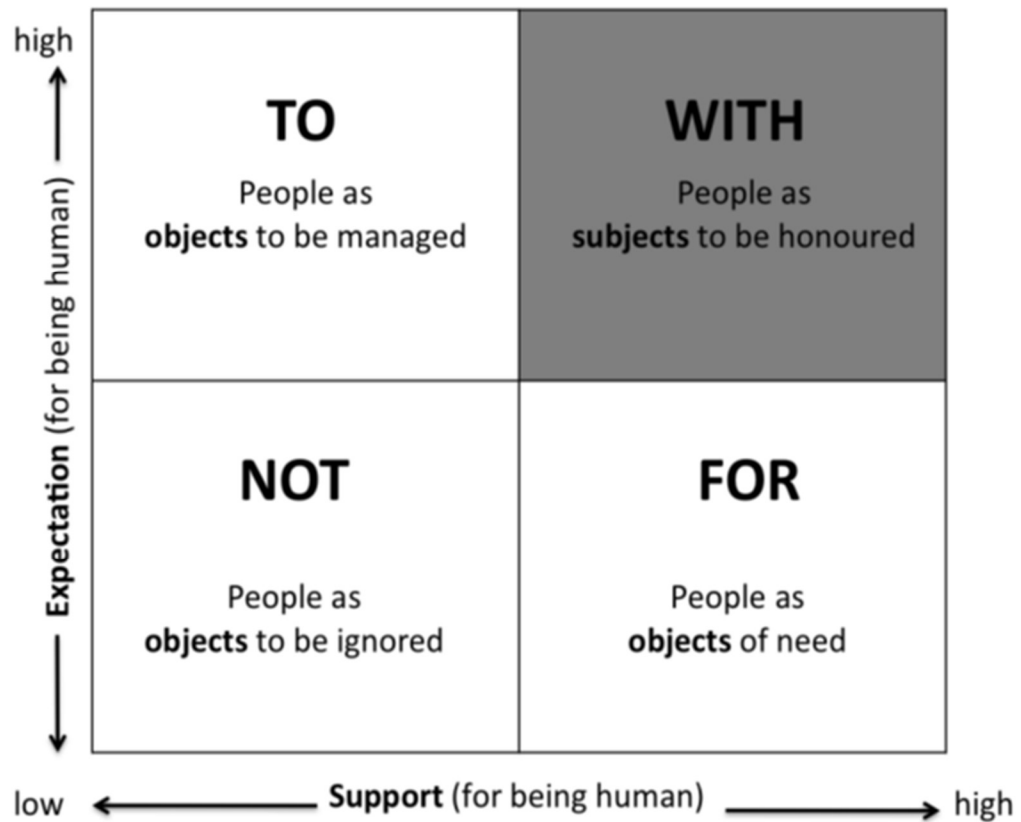 high
TO
People as
objects to be managed
WITH
People as
subjects to be honoured
Expectation (for being human)
NOT
People as
objects to be ignored
FOR
People as
objects of need
low
Support (for being human)
high